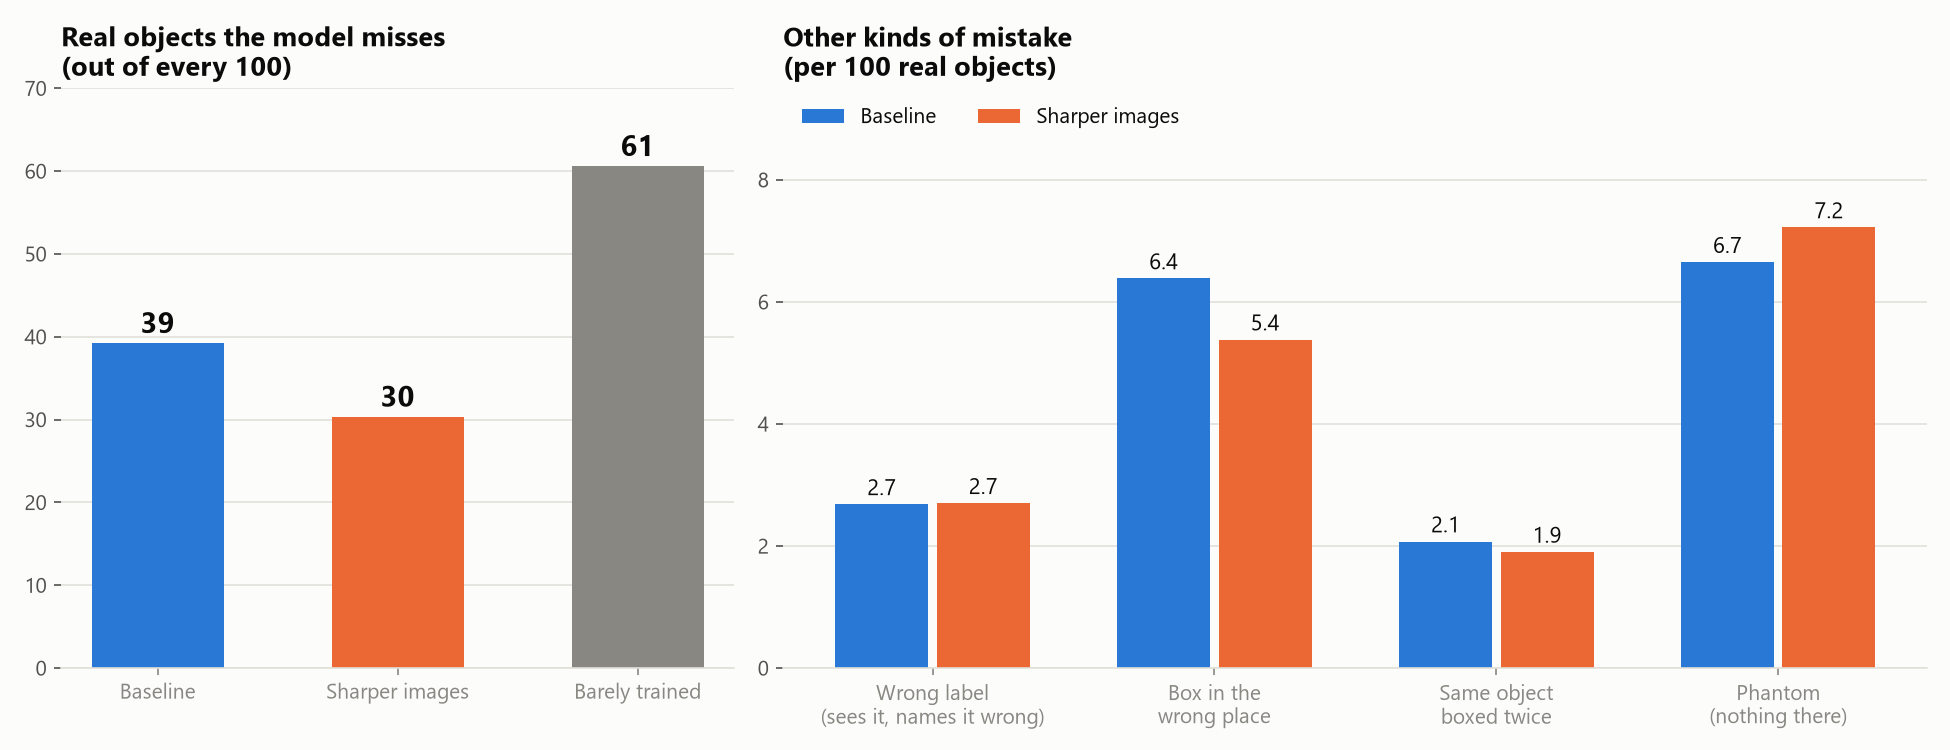 Real objects the model misses
(out of every 100)
70
60
50
40
30
20
10
0
39
30
61
Baseline
Sharper images
Barely trained
Other kinds of mistake
(per 100 real objects)
Baseline
Sharper images
8
6
4
2
0
2.7
2.7
6.4
5.4
2.1
1.9
6.7
7.2
Wrong label
(sees it, names it wrong)
Box in the
wrong place
Same object
boxed twice
Phantom
(nothing there)